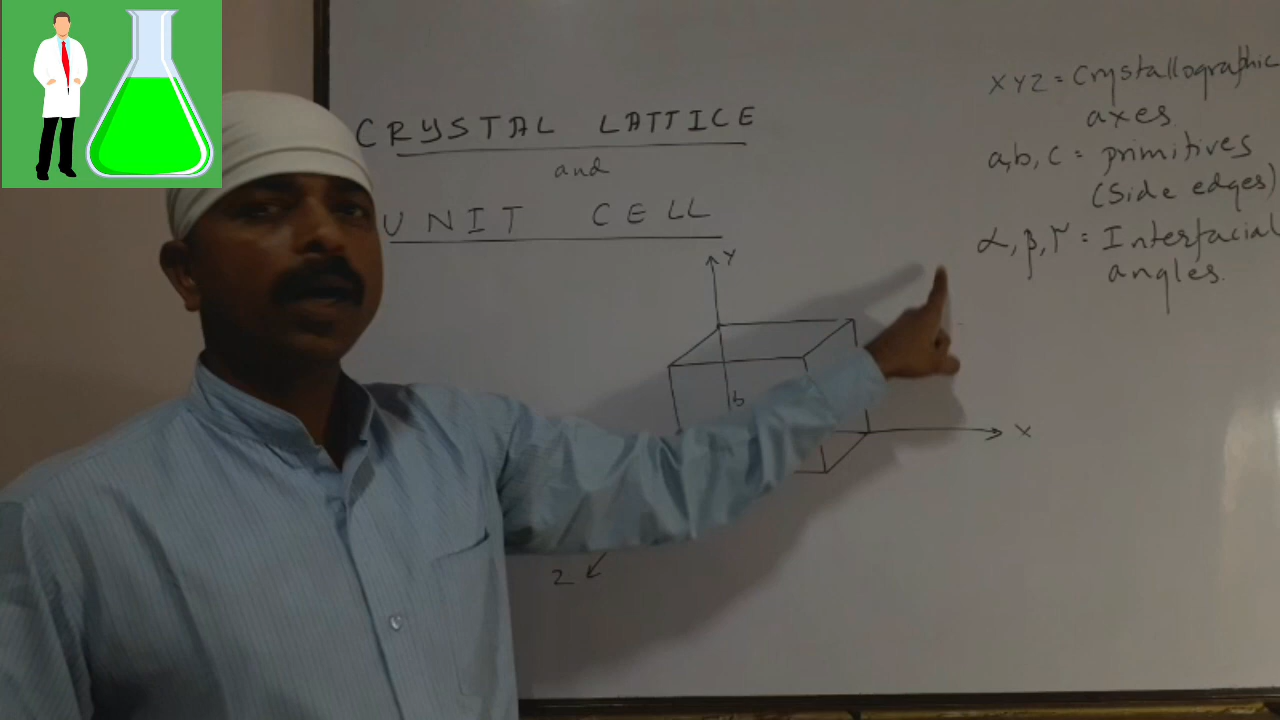 CRYSTAL LATTICE
and
UNIT CELL
XYZ = Crystallographic
axes
a, b, c = primitives
(Side edges)
α, β, γ = Interfacial
angles.
Y
b
X
Z